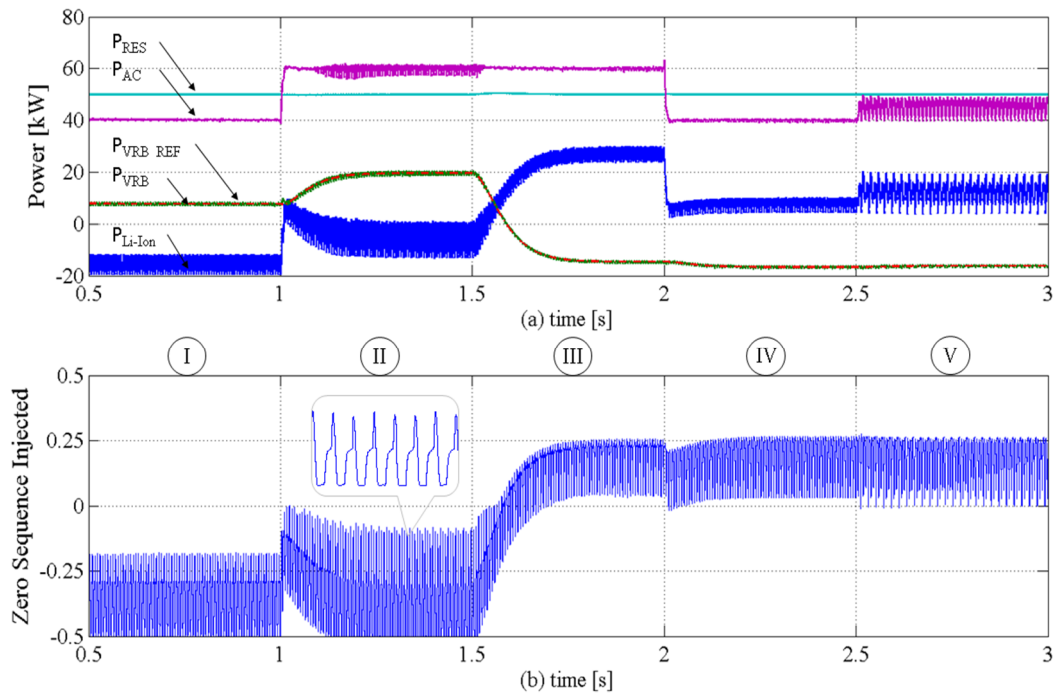 80
60
40
20
0
-20
Power [kW]
P_RES
P_AC
P_VRB REF
P_VRB
P_Li-Ion
0.5 1 1.5 2 2.5 3
(a) time [s]
I II III IV V
0.5
0.25
0
-0.25
-0.5
Zero Sequence Injected
0.5 1 1.5 2 2.5 3
(b) time [s]